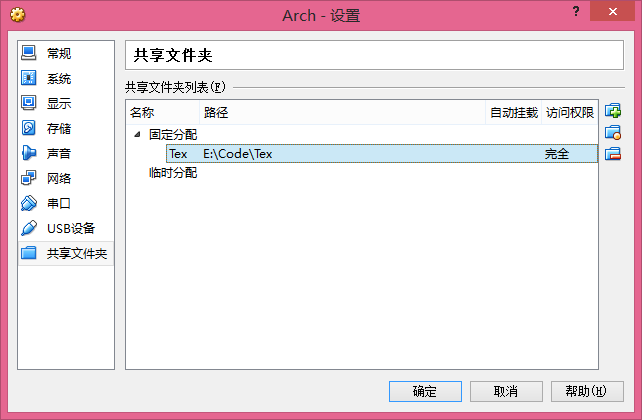 Arch - 设置
常规
系统
显示
存储
声音
网络
串口
USB设备
共享文件夹
共享文件夹
共享文件夹列表(F)
名称 路径 自动挂载 访问权限
固定分配
Tex E:\Code\Tex 完全
临时分配
确定 取消 帮助(H)